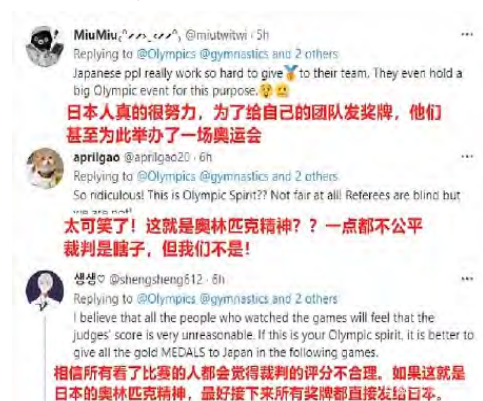 MiuMiu @miutwitwi · 5h
Replying to @Olympics @gymnastics and 2 others
Japanese ppl really work so hard to give🏅to their team. They even hold a
big Olympic event for this purpose.
日本人真的很努力，为了给自己的团队发奖牌，他们
甚至为此举办了一场奥运会
aprilgao @aprilgao20 · 6h
Replying to @Olympics @gymnastics and 2 others
So ridiculous! This is Olympic Spirit?? Not fair at all! Referees are blind but
太可笑了！这就是奥林匹克精神？？一点都不公平
裁判是瞎子，但我们不是！
생생♡ @shengsheng612 · 6h
Replying to @Olympics @gymnastics and 2 others
I believe that all the people who watched the games will feel that the
judges' score is very unreasonable. If this is your Olympic spirit, it is better to
give all the gold MEDALS to Japan in the following games.
相信所有看了比赛的人都会觉得裁判的评分不合理。如果这就是
日本的奥林匹克精神，最好接下来所有奖牌都直接发给日本。